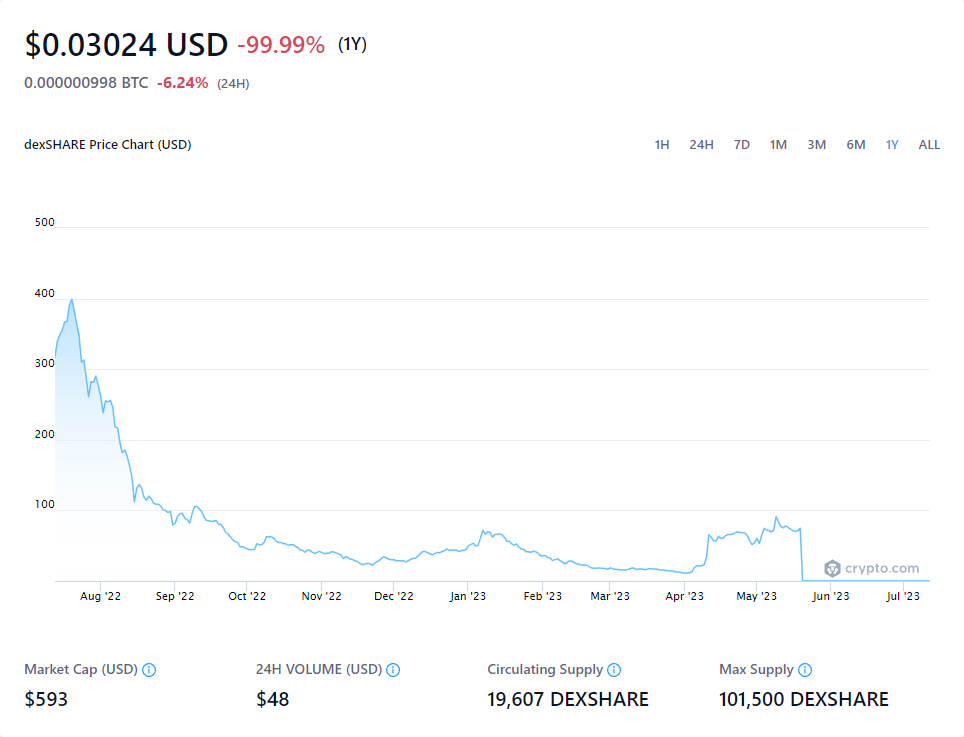 $0.03024 USD -99.99% (1Y)
0.000000998 BTC -6.24% (24H)
dexSHARE Price Chart (USD) 1H 24H 7D 1M 3M 6M 1Y ALL
500
400
300
200
100
crypto.com
Aug '22 Sep '22 Oct '22 Nov '22 Dec '22 Jan '23 Feb '23 Mar '23 Apr '23 May '23 Jun '23 Jul '23
Market Cap (USD) 24H VOLUME (USD) Circulating Supply Max Supply
$593 $48 19,607 DEXSHARE 101,500 DEXSHARE